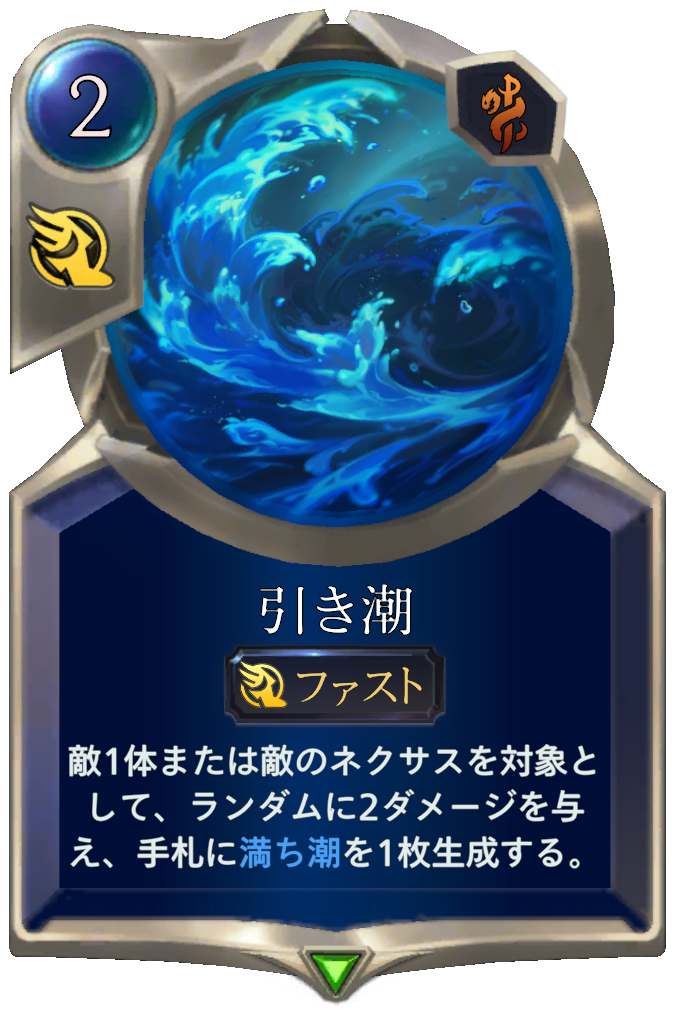 2
引き潮
ファスト
敵1体または敵のネクサスを対象と
して、ランダムに2ダメージを与
え、手札に満ち潮を1枚生成する。